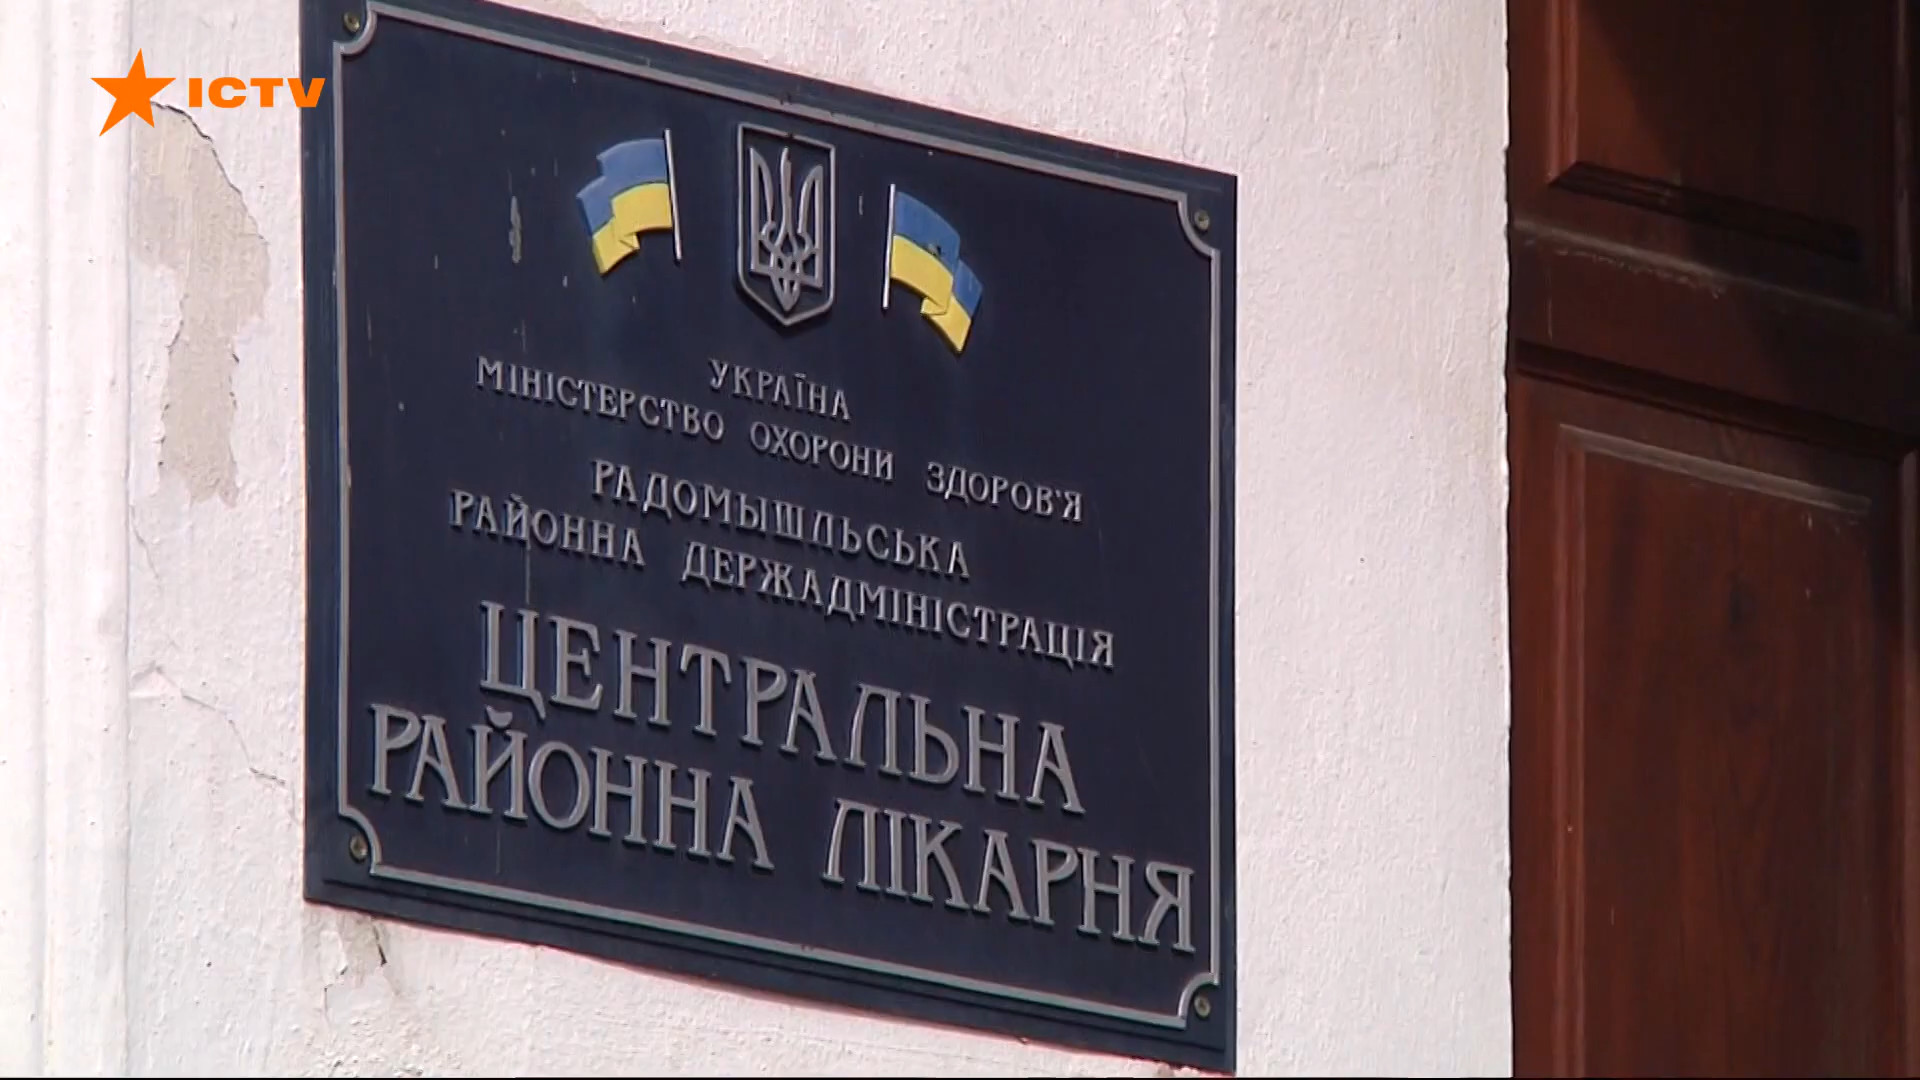 ICTV
УКРАЇНА
МІНІСТЕРСТВО ОХОРОНИ ЗДОРОВ'Я
РАДОМЫШЛЬСЬКА
РАЙОННА ДЕРЖАДМІНІСТРАЦІЯ
ЦЕНТРАЛЬНА
РАЙОННА ЛІКАРНЯ